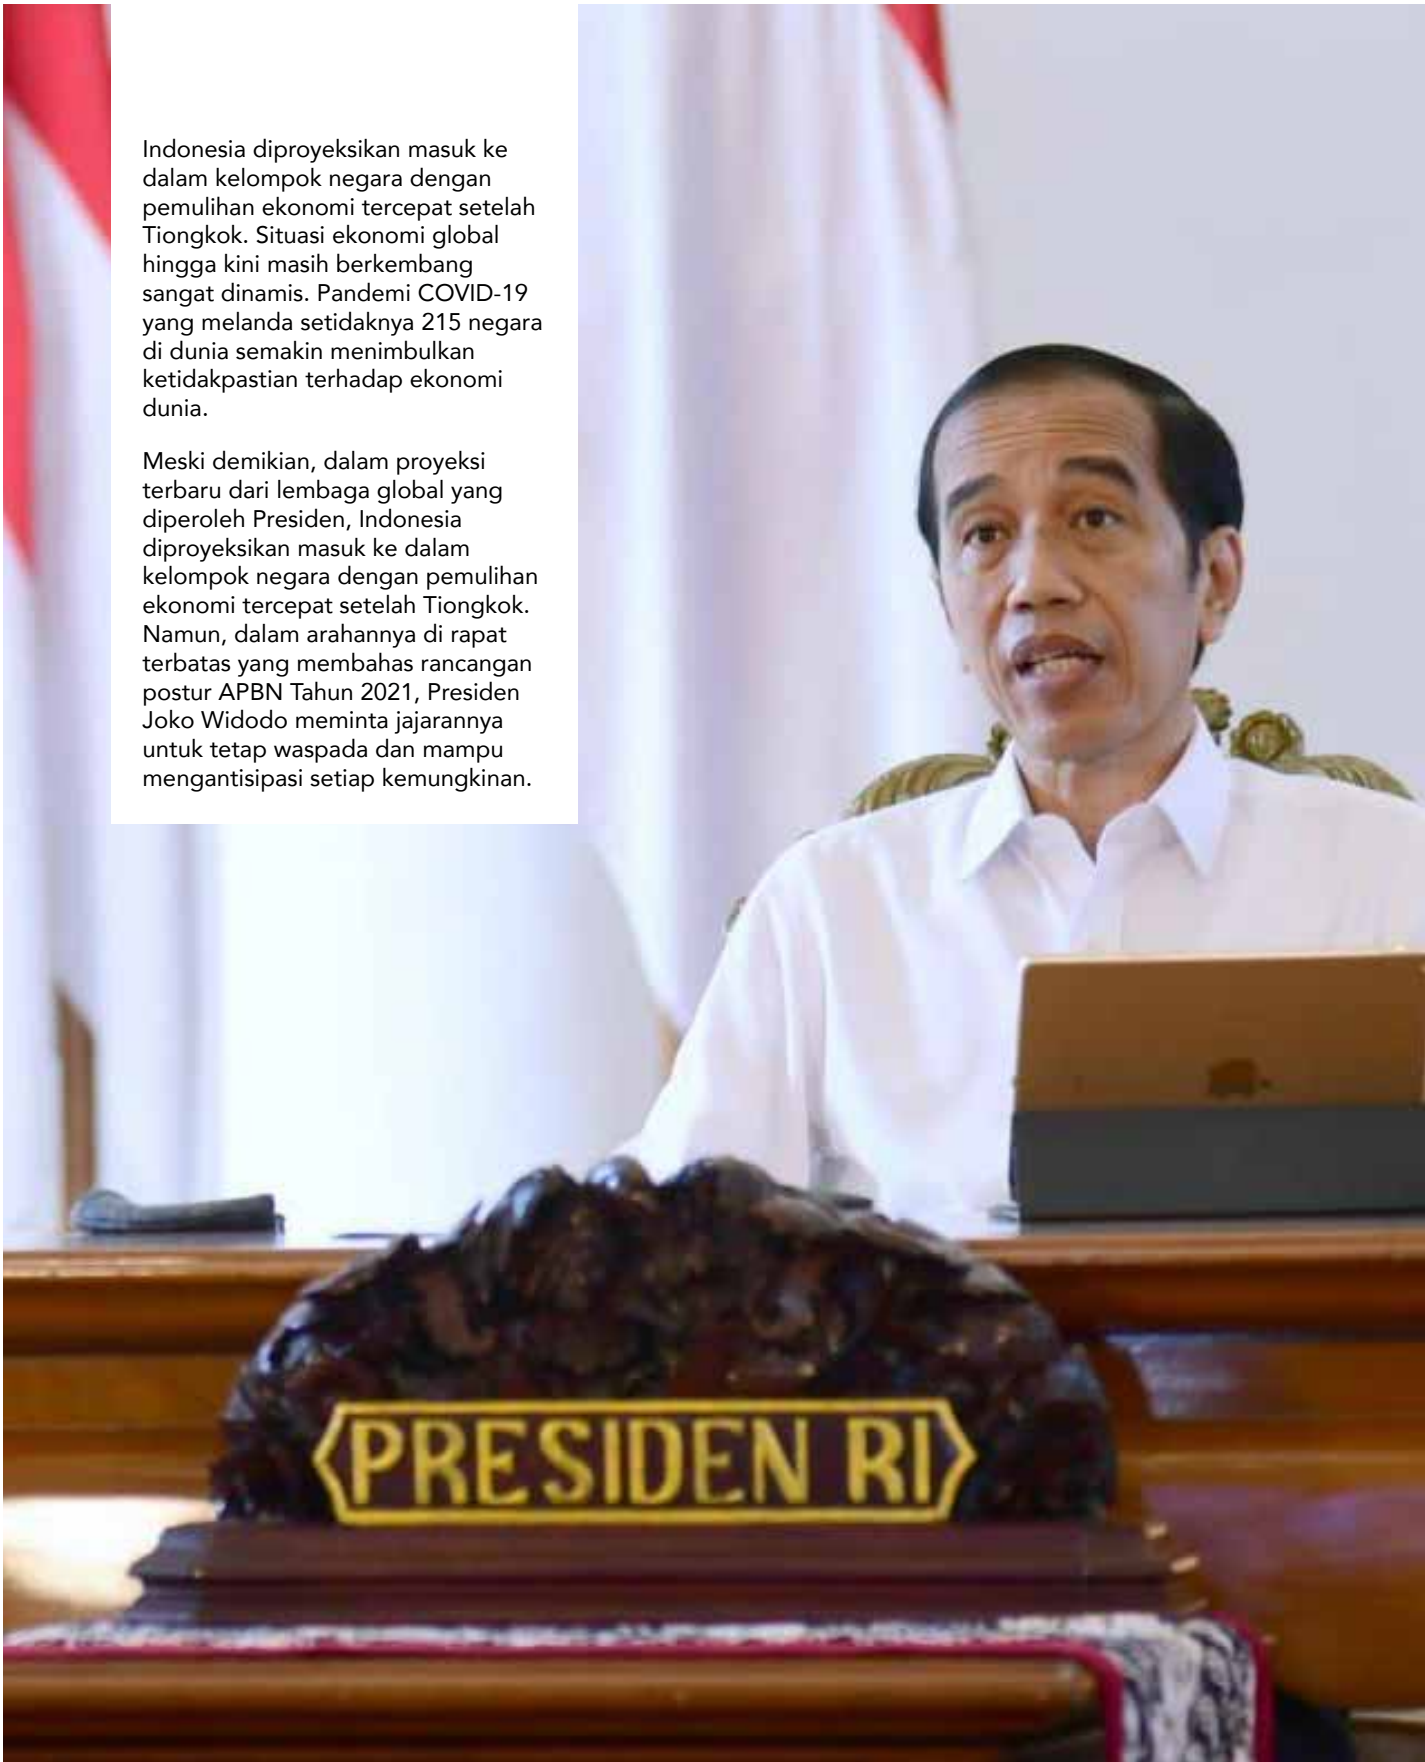 Indonesia diproyeksikan masuk ke
dalam kelompok negara dengan
pemulihan ekonomi tercepat setelah
Tiongkok. Situasi ekonomi global
hingga kini masih berkembang
sangat dinamis. Pandemi COVID-19
yang melanda setidaknya 215 negara
di dunia semakin menimbulkan
ketidakpastian terhadap ekonomi
dunia.
Meski demikian, dalam proyeksi
terbaru dari lembaga global yang
diperoleh Presiden, Indonesia
diproyeksikan masuk ke dalam
kelompok negara dengan pemulihan
ekonomi tercepat setelah Tiongkok.
Namun, dalam arahannya di rapat
terbatas yang membahas rancangan
postur APBN Tahun 2021, Presiden
Joko Widodo meminta jajarannya
untuk tetap waspada dan mampu
mengantisipasi setiap kemungkinan.
PRESIDEN RI